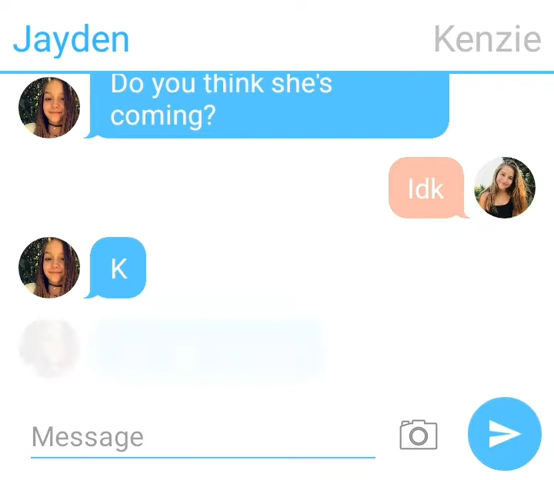 Jayden
Kenzie
Do you think she's
coming?
Idk
K
Message